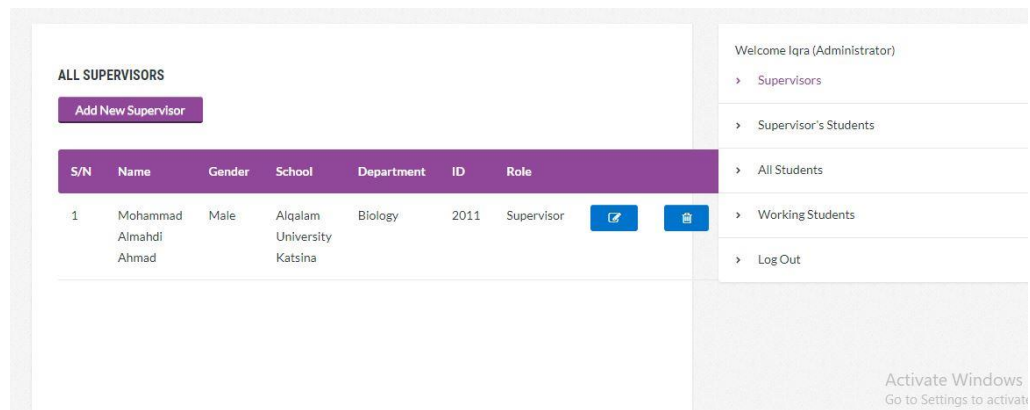 ALL SUPERVISORS
Add New Supervisor
S/N Name Gender School Department ID Role
1 Mohammad Male Alqalam Biology 2011 Supervisor
Almahdi University
Ahmad Katsina
Welcome Iqra (Administrator)
Supervisors
Supervisor's Students
All Students
Working Students
Log Out
Activate Windows
Go to Settings to activate